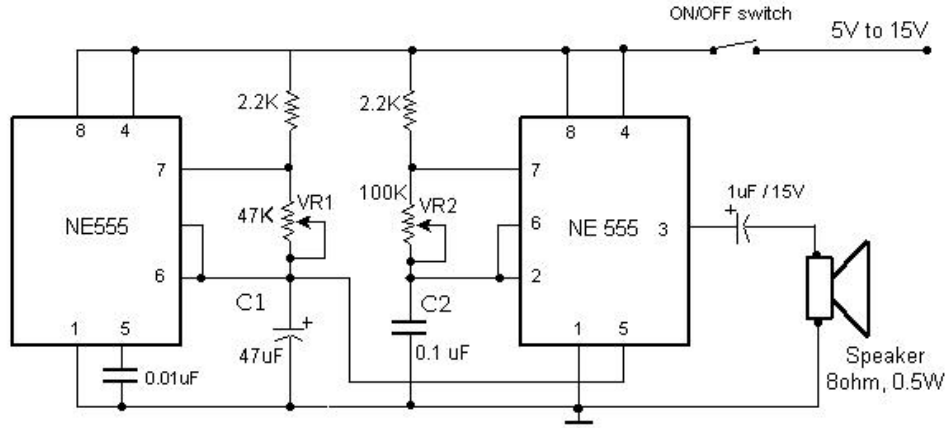 ON/OFF switch
5V to 15V
2.2K
2.2K
8
4
8
4
7
7
47K
VR1
100K
VR2
1uF / 15V
+
NE555
6
NE 555
3
6
2
C1
C2
+
47uF
0.1 uF
1
5
1
5
0.01uF
Speaker
8ohm, 0.5W